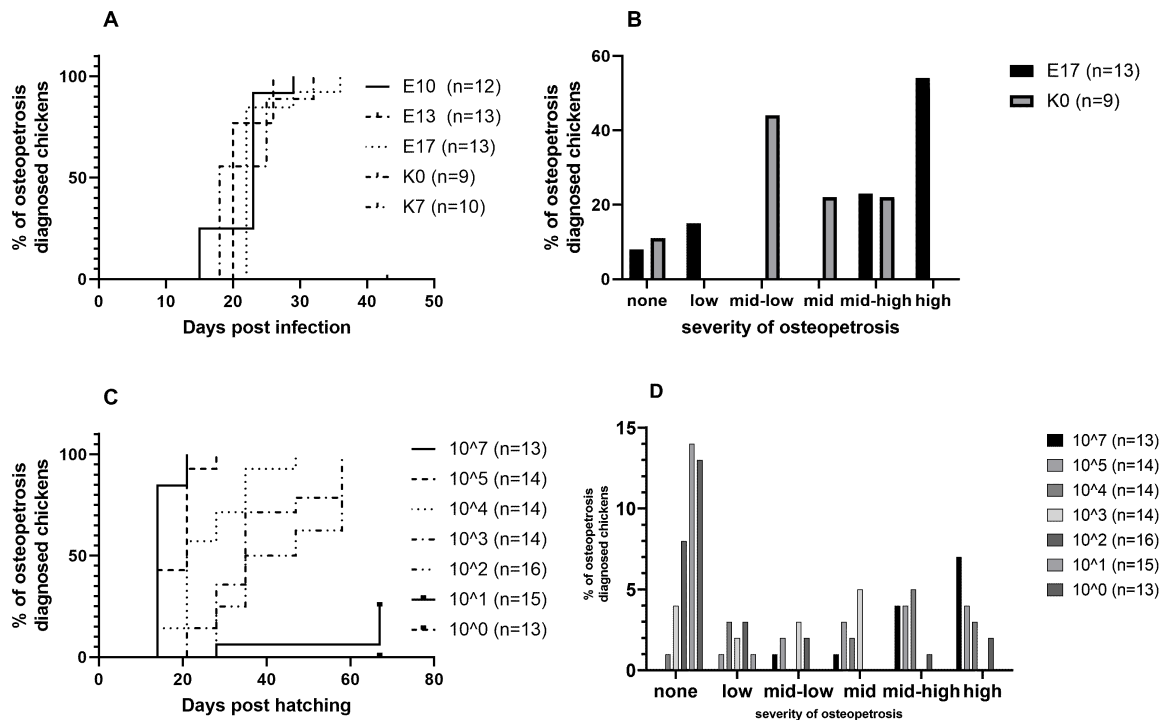 A
% of osteopetrosis
diagnosed chickens
100
50
0
0 10 20 30 40 50
Days post infection
E10 (n=12)
E13 (n=13)
E17 (n=13)
K0 (n=9)
K7 (n=10)
B
% of osteopetrosis
diagnosed chickens
60
40
20
0
none low mid-low mid mid-high high
severity of osteopetrosis
E17 (n=13)
K0 (n=9)
C
% of osteopetrosis
diagnosed chickens
100
50
0
0 20 40 60 80
Days post hatching
10^7 (n=13)
10^5 (n=14)
10^4 (n=14)
10^3 (n=14)
10^2 (n=16)
10^1 (n=15)
10^0 (n=13)
D
% of osteopetrosis
diagnosed chickens
15
10
5
0
none low mid-low mid mid-high high
severity of osteopetrosis
10^7 (n=13)
10^5 (n=14)
10^4 (n=14)
10^3 (n=14)
10^2 (n=16)
10^1 (n=15)
10^0 (n=13)